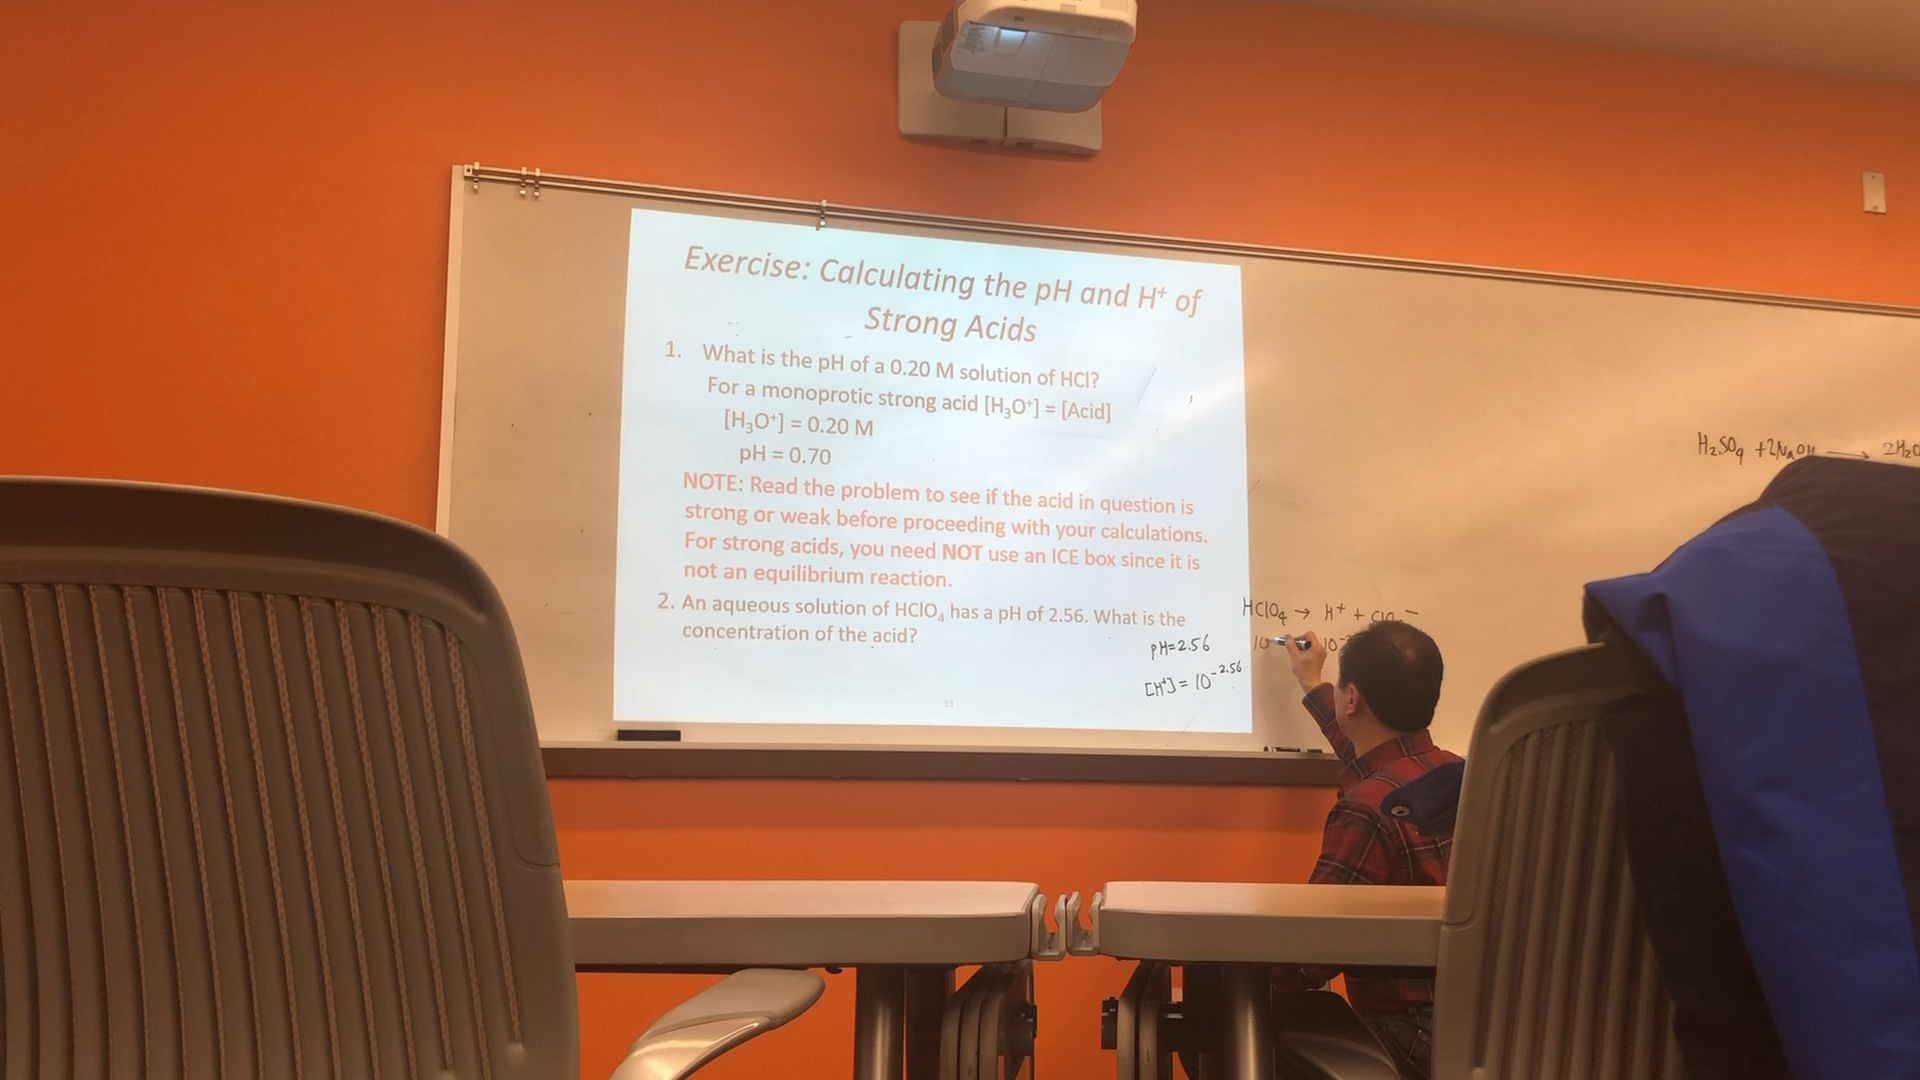 Exercise: Calculating the pH and H⁺ of
Strong Acids
1. What is the pH of a 0.20 M solution of HCl?
For a monoprotic strong acid [H₃O⁺] = [Acid]
[H₃O⁺] = 0.20 M
pH = 0.70
NOTE: Read the problem to see if the acid in question is
strong or weak before proceeding with your calculations.
For strong acids, you need NOT use an ICE box since it is
not an equilibrium reaction.
2. An aqueous solution of HClO₄ has a pH of 2.56. What is the
concentration of the acid?
pH=2.56
[H⁺] = 10⁻²·⁵⁶
33
HClO₄ → H⁺ +
10
10
H₂SO₄ + 2NaOH → 2H₂O